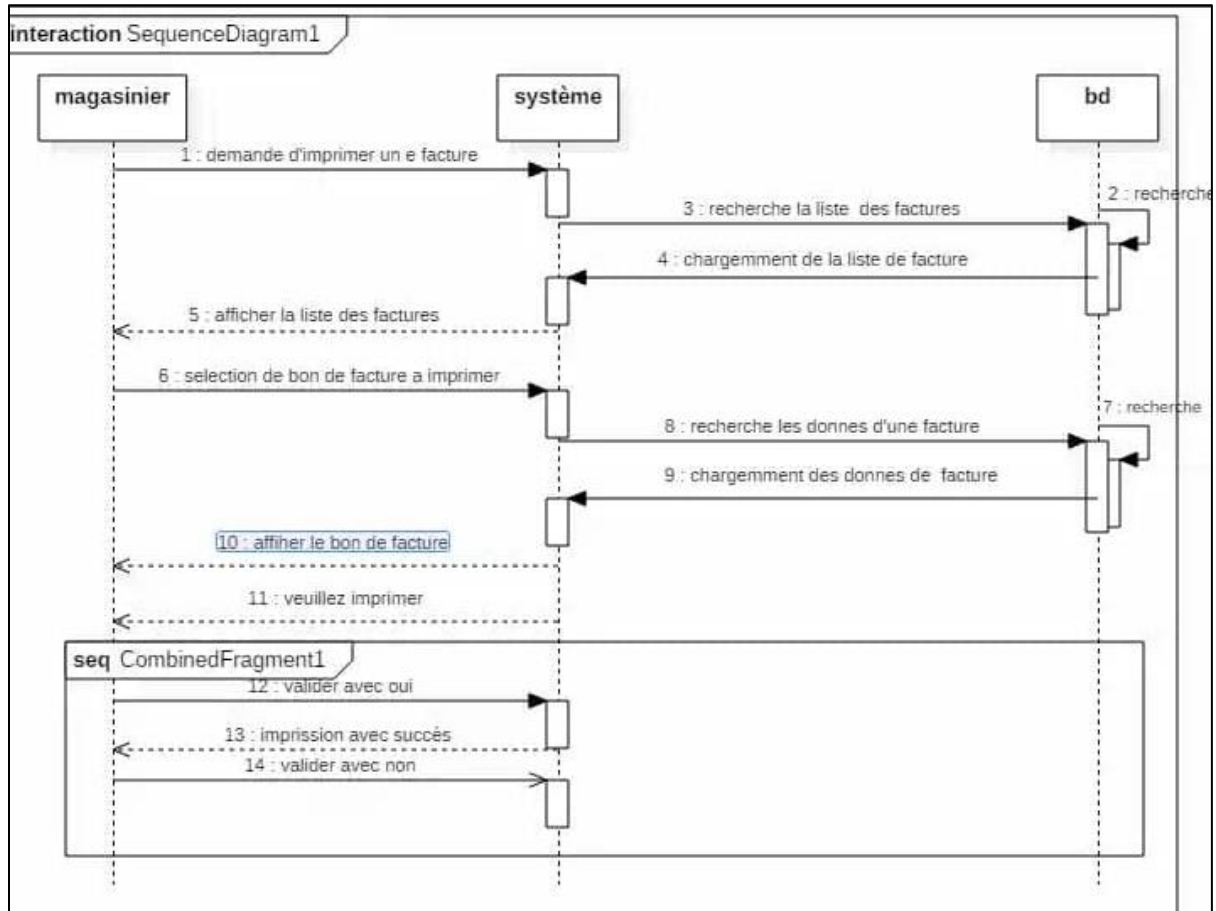 interaction SequenceDiagram1
magasinier
système
bd
1 : demande d'imprimer un e facture
2 : recherche
3 : recherche la liste des factures
4 : chargemment de la liste de facture
5 : afficher la liste des factures
6 : selection de bon de facture a imprimer
7 : recherche
8 : recherche les donnes d'une facture
9 : chargemment des donnes de facture
10 : affiher le bon de facture
11 : veuillez imprimer
seq CombinedFragment1
12 : valider avec oui
13 : imprission avec succès
14 : valider avec non